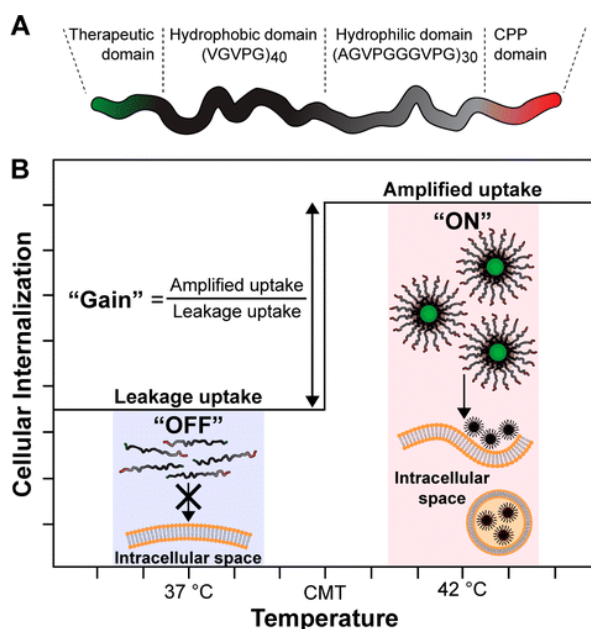 A
Therapeutic domain
Hydrophobic domain (VGVPG)40
Hydrophilic domain (AGVPGGGVPG)30
CPP domain
B
Cellular Internalization
Amplified uptake
"ON"
"Gain" = Amplified uptake / Leakage uptake
Leakage uptake
"OFF"
Intracellular space
Intracellular
space
37 °C
CMT
42 °C
Temperature